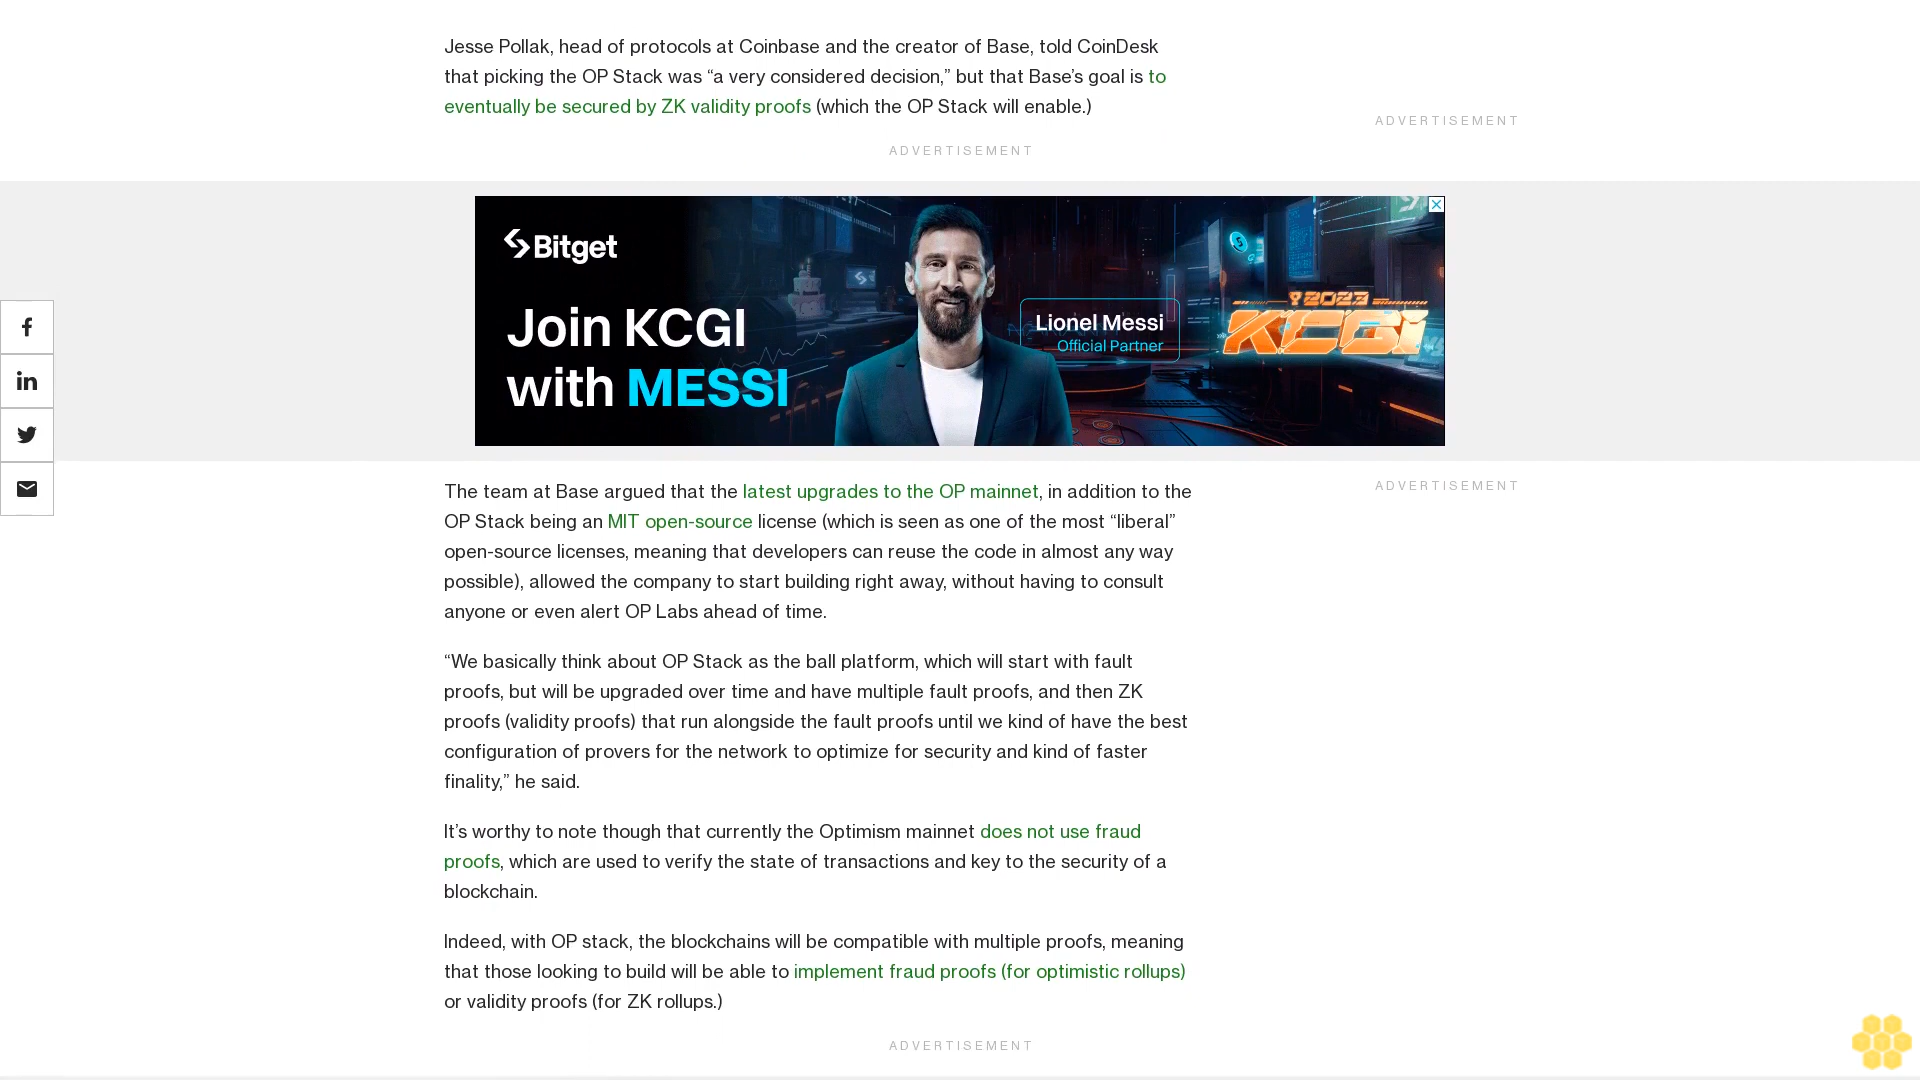 Jesse Pollak, head of protocols at Coinbase and the creator of Base, told CoinDesk
that picking the OP Stack was “a very considered decision,” but that Base’s goal is to
eventually be secured by ZK validity proofs (which the OP Stack will enable.)
ADVERTISEMENT
ADVERTISEMENT
Bitget
Join KCGI
with MESSI
Lionel Messi
Official Partner
Y2023
KCGI
The team at Base argued that the latest upgrades to the OP mainnet, in addition to the
OP Stack being an MIT open-source license (which is seen as one of the most “liberal”
open-source licenses, meaning that developers can reuse the code in almost any way
possible), allowed the company to start building right away, without having to consult
anyone or even alert OP Labs ahead of time.
ADVERTISEMENT
“We basically think about OP Stack as the ball platform, which will start with fault
proofs, but will be upgraded over time and have multiple fault proofs, and then ZK
proofs (validity proofs) that run alongside the fault proofs until we kind of have the best
configuration of provers for the network to optimize for security and kind of faster
finality,” he said.
It’s worthy to note though that currently the Optimism mainnet does not use fraud
proofs, which are used to verify the state of transactions and key to the security of a
blockchain.
Indeed, with OP stack, the blockchains will be compatible with multiple proofs, meaning
that those looking to build will be able to implement fraud proofs (for optimistic rollups)
or validity proofs (for ZK rollups.)
ADVERTISEMENT